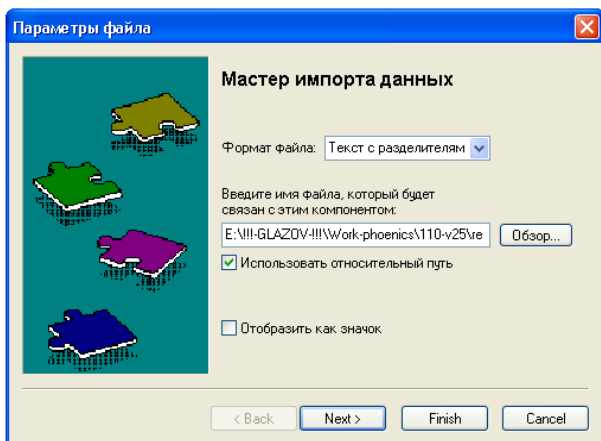 Параметры файла
Мастер импорта данных
Формат файла: Текст с разделителям
Введите имя файла, который будет
связан с этим компонентом:
E:\!!!-GLAZOV-!!!\Work-phoenics\110-v25\re Обзор...
Использовать относительный путь
Отобразить как значок
< Back Next > Finish Cancel